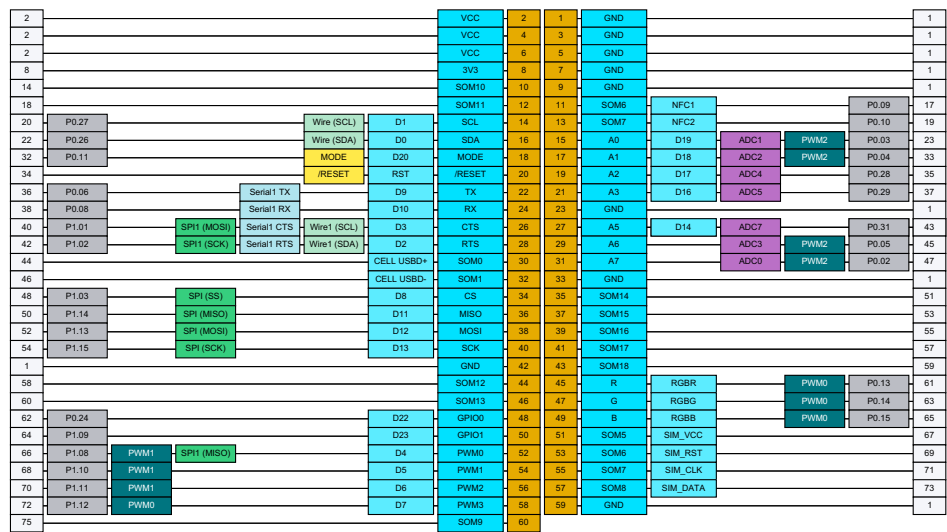 2 VCC 2 1 GND 1
2 VCC 4 3 GND 1
2 VCC 6 5 GND 1
8 3V3 8 7 GND 1
14 SOM10 10 9 GND 1
18 SOM11 12 11 SOM6 NFC1 P0.09 17
20 P0.27 Wire (SCL) D1 SCL 14 13 SOM7 NFC2 P0.10 19
22 P0.26 Wire (SDA) D0 SDA 16 15 A0 D19 ADC1 PWM2 P0.03 23
32 P0.11 MODE D20 MODE 18 17 A1 D18 ADC2 PWM2 P0.04 33
34 /RESET RST /RESET 20 19 A2 D17 ADC4 P0.28 35
36 P0.06 Serial1 TX D9 TX 22 21 A3 D16 ADC5 P0.29 37
38 P0.08 Serial1 RX D10 RX 24 23 GND 1
40 P1.01 SPI1 (MOSI) Serial1 CTS Wire1 (SCL) D3 CTS 26 27 A5 D14 ADC7 P0.31 43
42 P1.02 SPI1 (SCK) Serial1 RTS Wire1 (SDA) D2 RTS 28 29 A6 ADC3 PWM2 P0.05 45
44 CELL USBD+ SOM0 30 31 A7 ADC0 PWM2 P0.02 47
46 CELL USBD- SOM1 32 33 GND 1
48 P1.03 SPI (SS) D8 CS 34 35 SOM14 51
50 P1.14 SPI (MISO) D11 MISO 36 37 SOM15 53
52 P1.13 SPI (MOSI) D12 MOSI 38 39 SOM16 55
54 P1.15 SPI (SCK) D13 SCK 40 41 SOM17 57
1 GND 42 43 SOM18 59
58 SOM12 44 45 R RGBR PWM0 P0.13 61
60 SOM13 46 47 G RGBG PWM0 P0.14 63
62 P0.24 D22 GPIO0 48 49 B RGBB PWM0 P0.15 65
64 P1.09 D23 GPIO1 50 51 SOM5 SIM_VCC 67
66 P1.08 PWM1 SPI1 (MISO) D4 PWM0 52 53 SOM6 SIM_RST 69
68 P1.10 PWM1 D5 PWM1 54 55 SOM7 SIM_CLK 71
70 P1.11 PWM1 D6 PWM2 56 57 SOM8 SIM_DATA 73
72 P1.12 PWM0 D7 PWM3 58 59 GND 1
75 SOM9 60